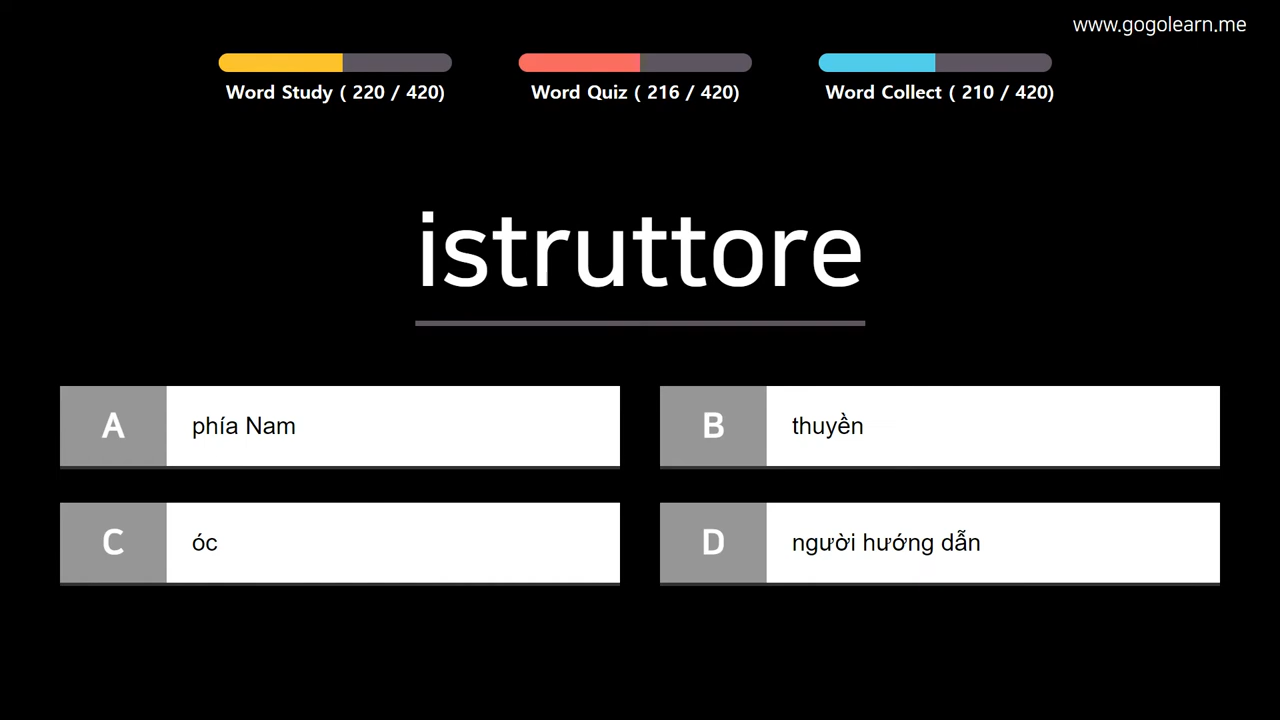 www.gogolearn.me
Word Study ( 220 / 420)
Word Quiz ( 216 / 420)
Word Collect ( 210 / 420)
istruttore
A phía Nam
B thuyền
C óc
D người hướng dẫn